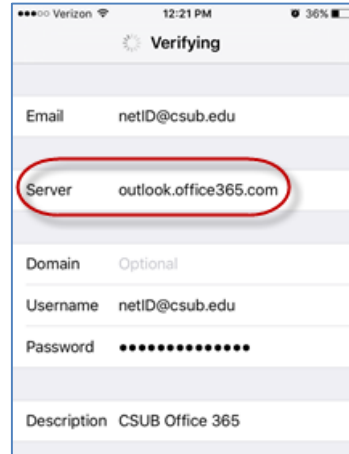 ●●●○○ Verizon 12:21 PM 36%
Verifying
Email netID@csub.edu
Server outlook.office365.com
Domain Optional
Username netID@csub.edu
Password ●●●●●●●●●●●●●●
Description CSUB Office 365